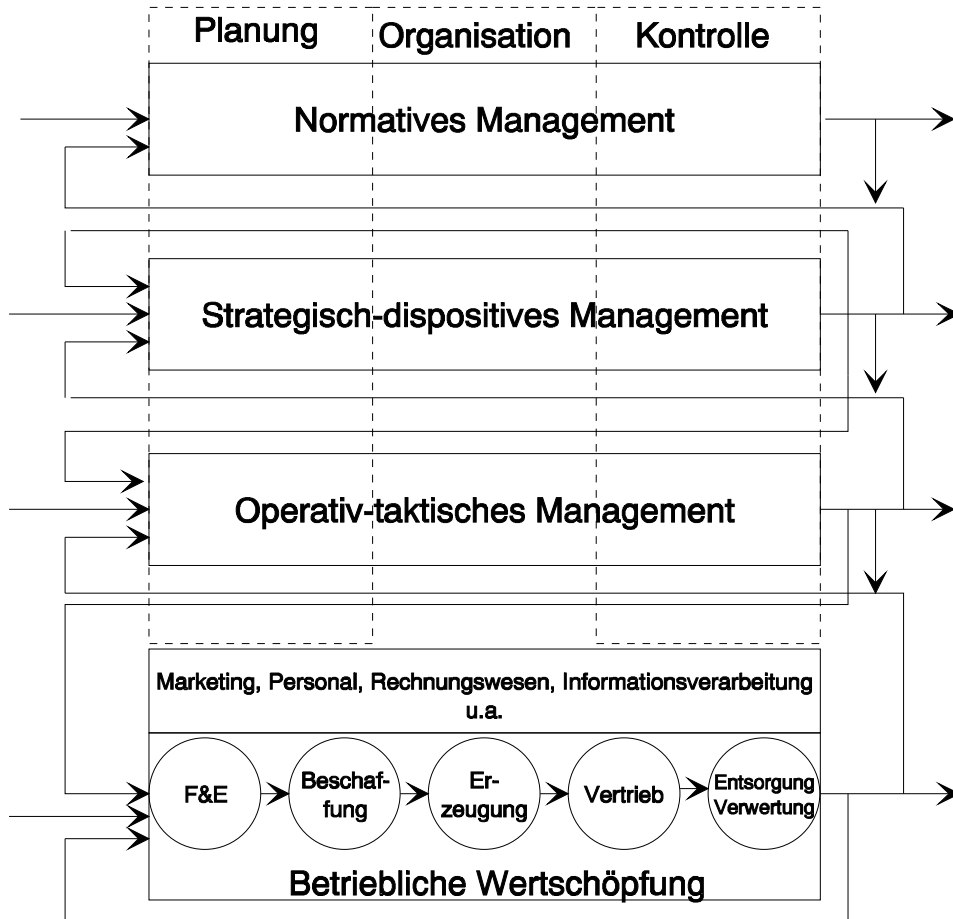 Planung
Organisation
Kontrolle
Normatives Management
Strategisch-dispositives Management
Operativ-taktisches Management
Marketing, Personal, Rechnungswesen, Informationsverarbeitung
u.a.
F&E
Beschaf-
fung
Er-
zeugung
Vertrieb
Entsorgung
Verwertung
Betriebliche Wertschöpfung